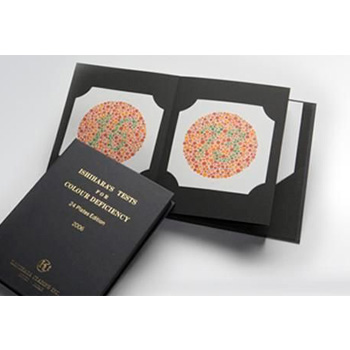 ISHIHARA'S TESTS
FOR
COLOUR DEFICIENCY
24 Plates Edition
2006